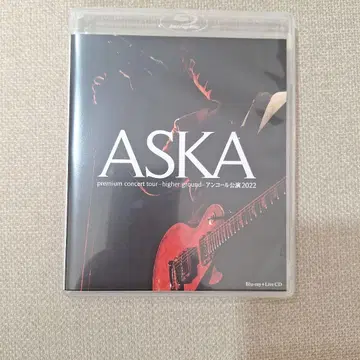 ASKA
premium concert tour - higher ground - アンコール公演2022
Blu-ray + Live CD